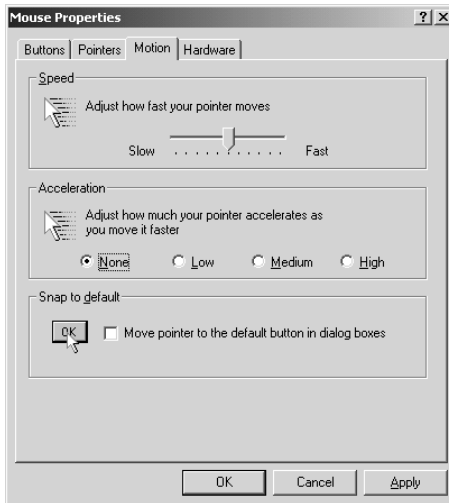 Mouse Properties
? X
Buttons Pointers Motion Hardware
Speed
Adjust how fast your pointer moves
Slow Fast
Acceleration
Adjust how much your pointer accelerates as
you move it faster
None Low Medium High
Snap to default
OK Move pointer to the default button in dialog boxes
OK Cancel Apply